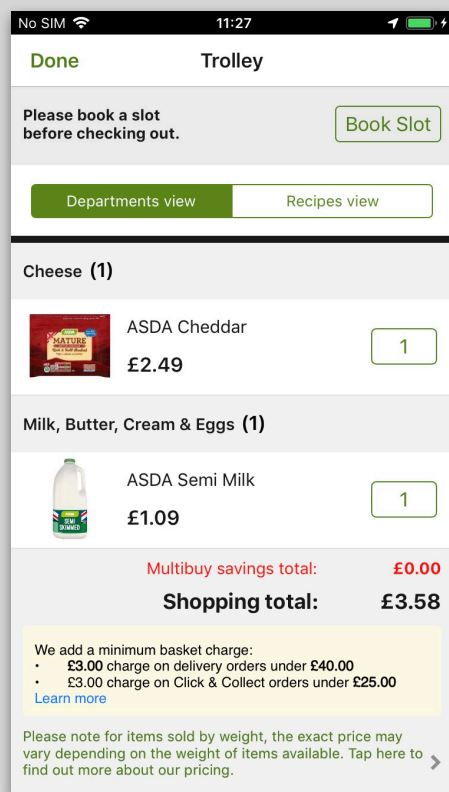 No SIM 11:27
Done Trolley
Please book a slot
before checking out.
Book Slot
Departments view Recipes view
Cheese (1)
MATURE
ASDA Cheddar
£2.49
1
Milk, Butter, Cream & Eggs (1)
SEMI
SKIMMED
ASDA Semi Milk
£1.09
1
Multibuy savings total: £0.00
Shopping total: £3.58
We add a minimum basket charge:
• £3.00 charge on delivery orders under £40.00
• £3.00 charge on Click & Collect orders under £25.00
Learn more
Please note for items sold by weight, the exact price may
vary depending on the weight of items available. Tap here to
find out more about our pricing.